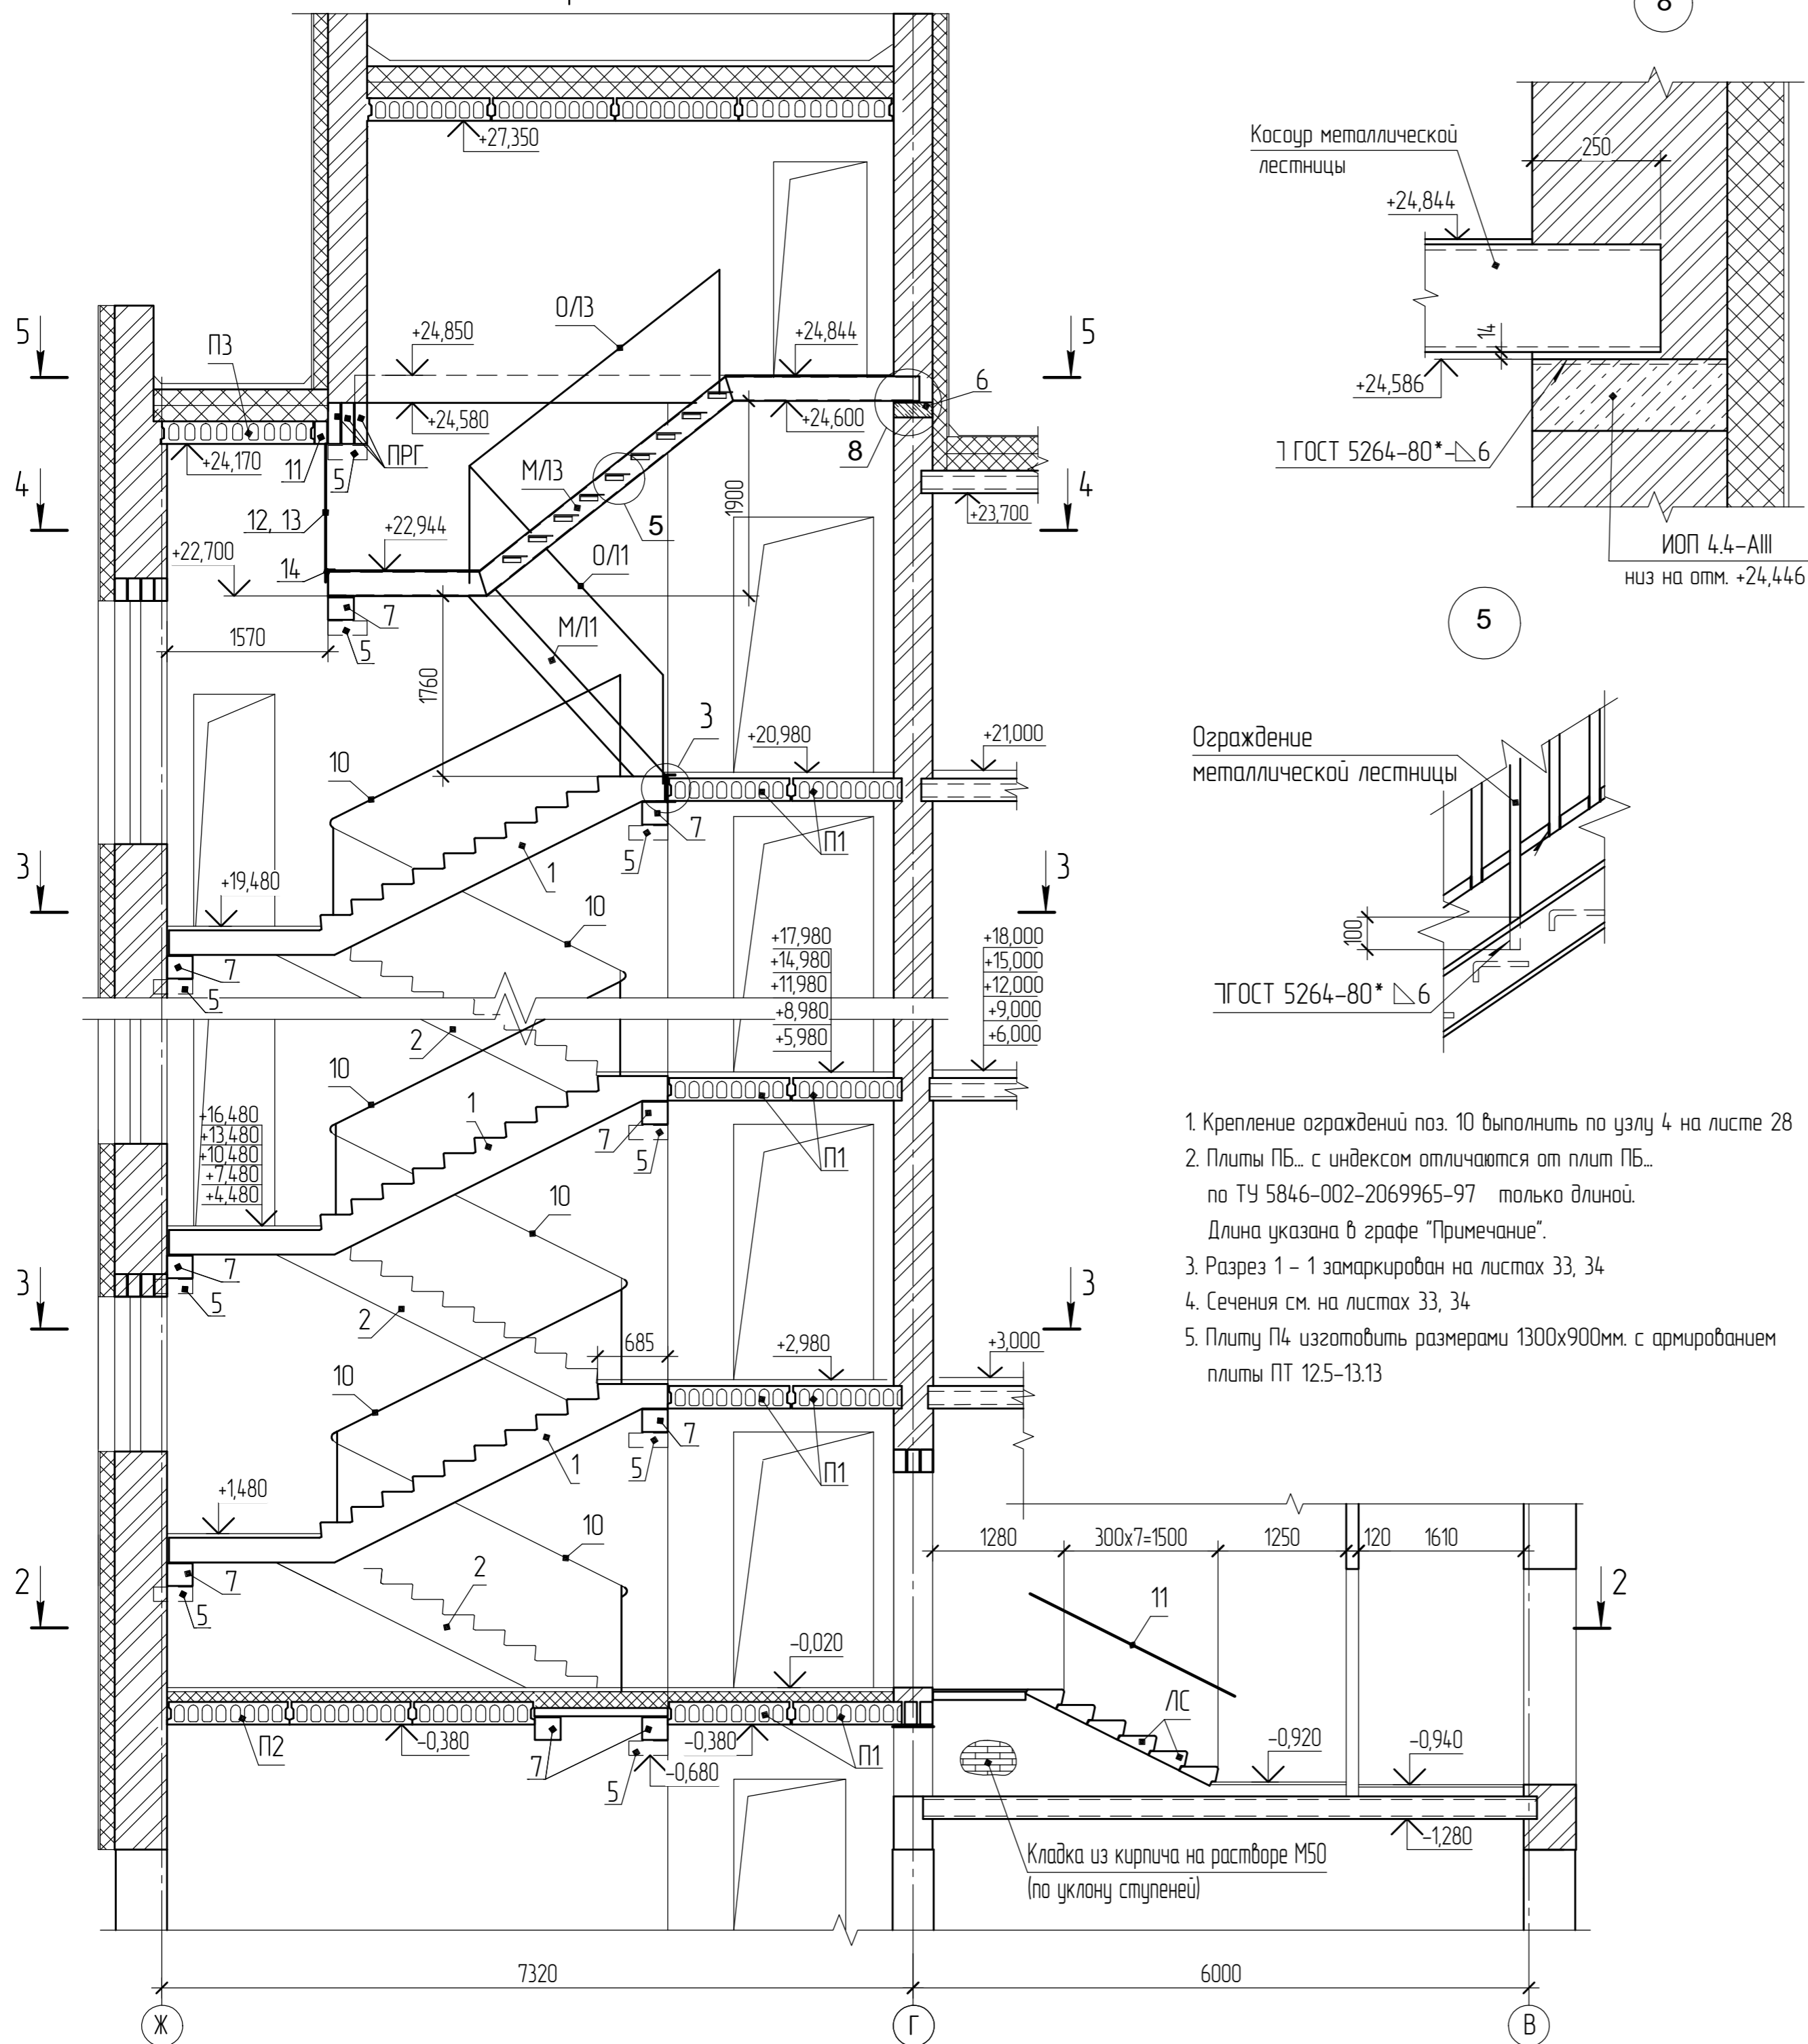 8
+27,350
Косоур металлической
лестницы
250
+24,844
14
+24,586
Т ГОСТ 5264-80*-⊿6
ИОП 4.4-АIII
низ на отм. +24,446
5
5
П3
О/13
+24,850
+24,844
6
+24,580
+24,600
8
+24,170
11
5
ПРГ
4
4
М/13
5
1900
12, 13
+22,944
+23,700
+22,700
14
О/11
7
5
1570
М/11
1760
5
Ограждение
металлической лестницы
100
ТГОСТ 5264-80* ⊿6
3
+20,980
+21,000
10
7
5
П1
1
3
3
+19,480
10
+17,980
+14,980
+11,980
+8,980
+5,980
+18,000
+15,000
+12,000
+9,000
+6,000
7
5
2
10
1
+16,480
+13,480
+10,480
+7,480
+4,480
7
5
П1
10
7
5
3
3
2
685
+2,980
+3,000
10
7
5
1
П1
+1,480
10
7
5
2
2
2
1280
300х7=1500
1250
120
1610
11
-0,020
ЛС
П2
-0,380
7
5
-0,680
-0,380
П1
-0,920
-0,940
-1,280
Кладка из кирпича на растворе М50
(по уклону ступеней)
7320
6000
Ж
Г
В
1. Крепление ограждений поз. 10 выполнить по узлу 4 на листе 28
2. Плиты ПБ... с индексом отличаются от плит ПБ...
по ТУ 5846-002-2069965-97 только длиной.
Длина указана в графе "Примечание".
3. Разрез 1 - 1 замаркирован на листах 33, 34
4. Сечения см. на листах 33, 34
5. Плиту П4 изготовить размерами 1300х900мм. с армированием
плиты ПТ 12.5-13.13